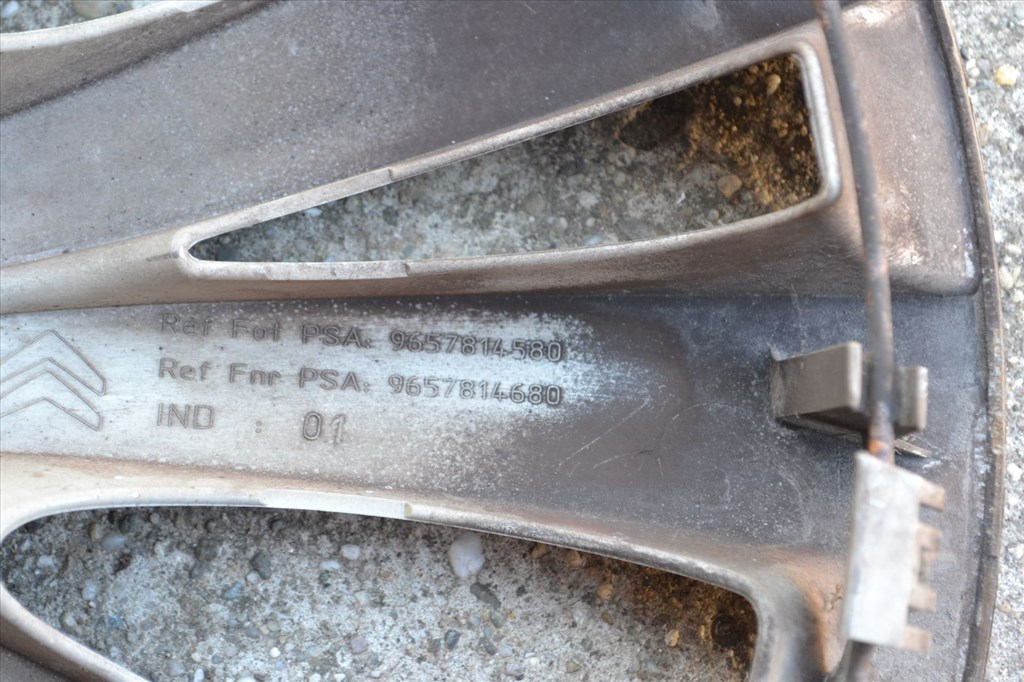 Ref Fol PSA: 9657814580
Ref Fnr PSA: 9657814680
IND : 01